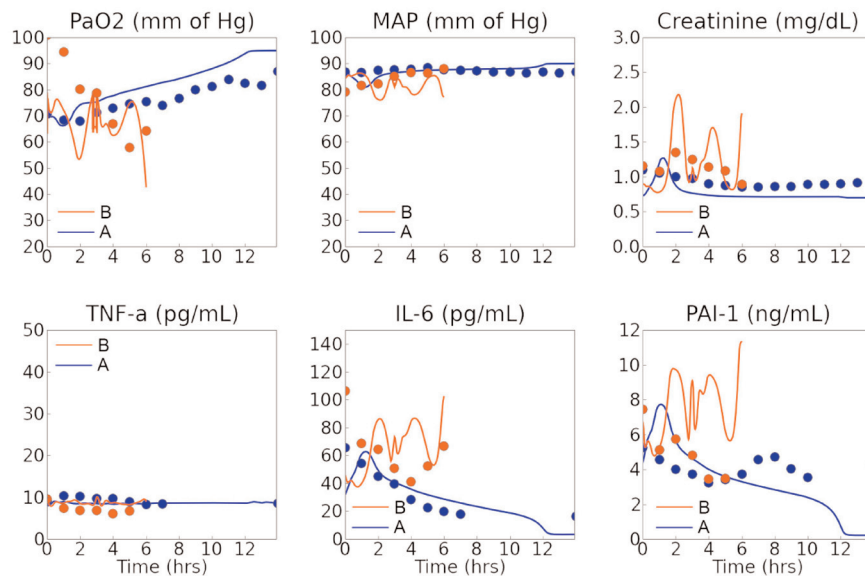 PaO2 (mm of Hg) MAP (mm of Hg) Creatinine (mg/dL)
100 100 3.0
90 90 2.5
80 80 2.0
70 70
60 60 1.5
50 50 1.0
40 40
30 B 30 B 0.5 B
20 A 20 A 0.0 A
0 2 4 6 8 10 12 0 2 4 6 8 10 12 0 2 4 6 8 10 12
TNF-a (pg/mL) IL-6 (pg/mL) PAI-1 (ng/mL)
50 B 140 B 12 B
40 A 120 A 10 A
30 100 8
20 80 6
10 60 4
0 40 2
20 0
0
0 2 4 6 8 10 12 0 2 4 6 8 10 12 0 2 4 6 8 10 12
Time (hrs) Time (hrs) Time (hrs)